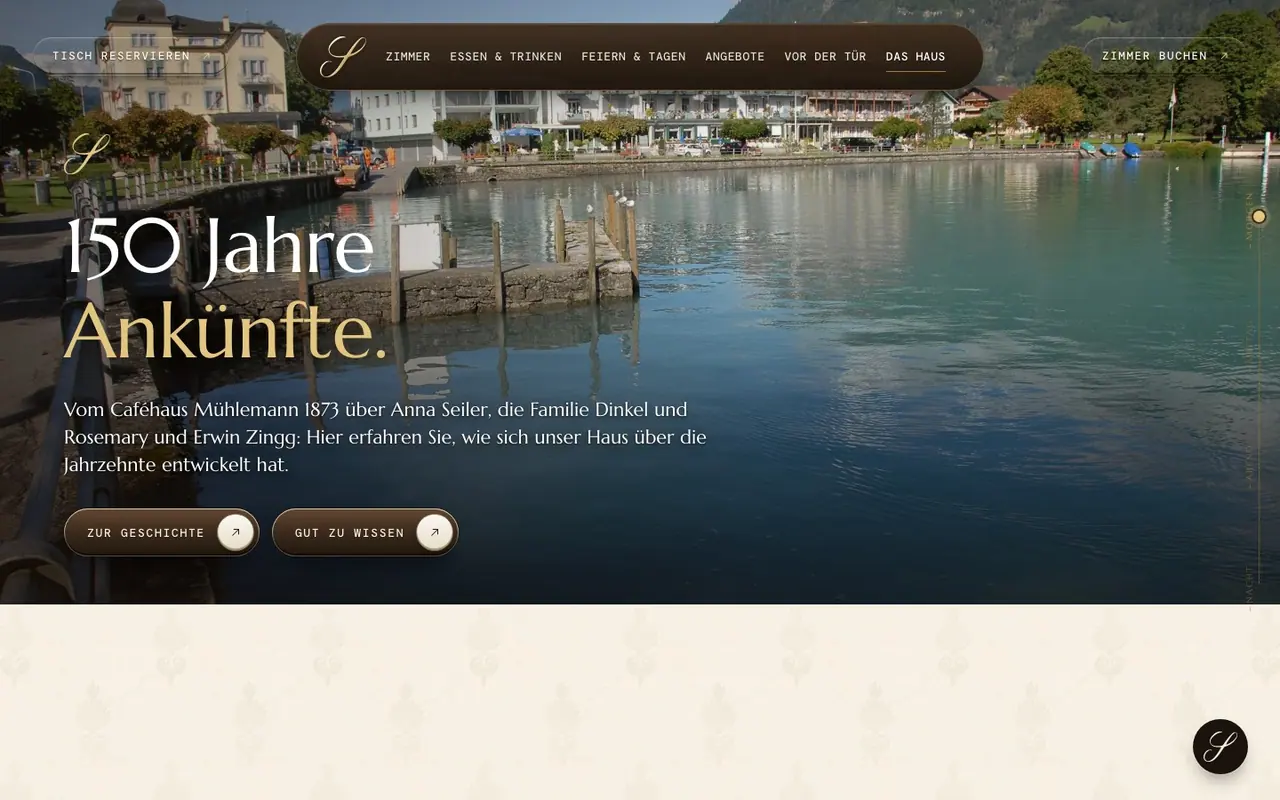 TISCH RESERVIEREN ↗
ZIMMER ESSEN & TRINKEN FEIERN & TAGEN ANGEBOTE VOR DER TÜR DAS HAUS
ZIMMER BUCHEN ↗
150 Jahre
Ankünfte.
Vom Caféhaus Mühlemann 1873 über Anna Seiler, die Familie Dinkel und
Rosemary und Erwin Zingg: Hier erfahren Sie, wie sich unser Haus über die
Jahrzehnte entwickelt hat.
ZUR GESCHICHTE ↗
GUT ZU WISSEN ↗